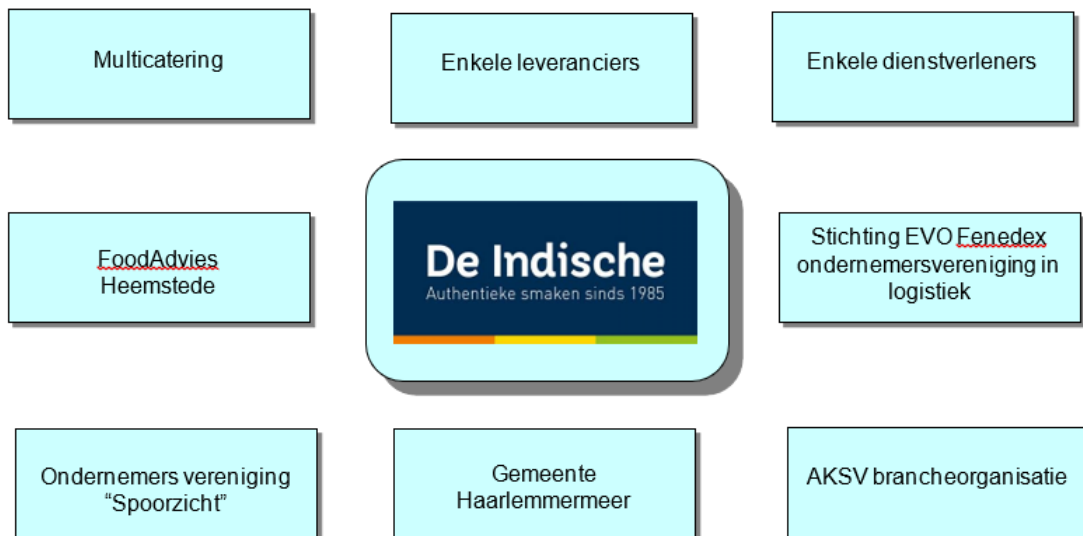 Multicatering
Enkele leveranciers
Enkele dienstverleners
FoodAdvies
Heemstede
De Indische
Authentieke smaken sinds 1985
Stichting EVO Fenedex
ondernemersvereniging in
logistiek
Ondernemers vereniging
“Spoorzicht”
Gemeente
Haarlemmermeer
AKSV brancheorganisatie